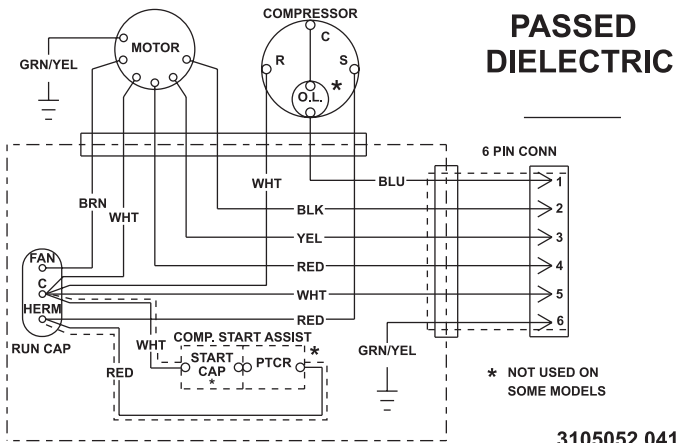 COMPRESSOR
PASSED
DIELECTRIC
MOTOR
GRN/YEL
C
R
S
O.L. *
6 PIN CONN
WHT
BLU
1
BRN
WHT
BLK
2
YEL
3
FAN
RED
4
C
WHT
5
HERM
RED
6
RUN CAP
WHT
COMP. START ASSIST
GRN/YEL
RED
START
CAP
*
PTCR
*
* NOT USED ON
SOME MODELS
3105052.041